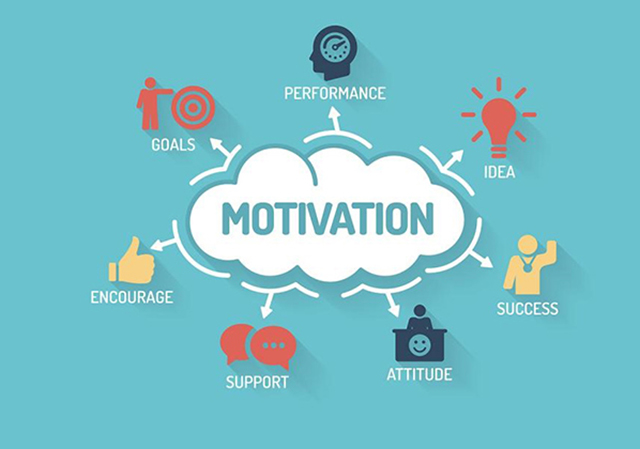 PERFORMANCE
GOALS
IDEA
MOTIVATION
ENCOURAGE
SUCCESS
SUPPORT
ATTITUDE